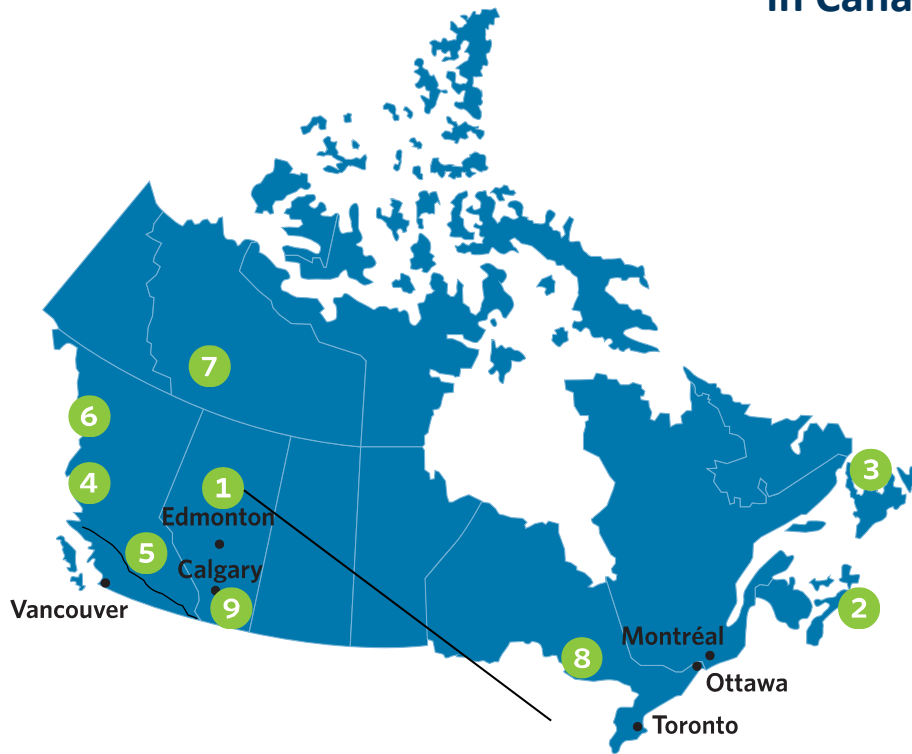 in Cana
7
6
3
4
1
Edmonton
5
Calgary
9
2
Vancouver
Montréal
8
Ottawa
Toronto